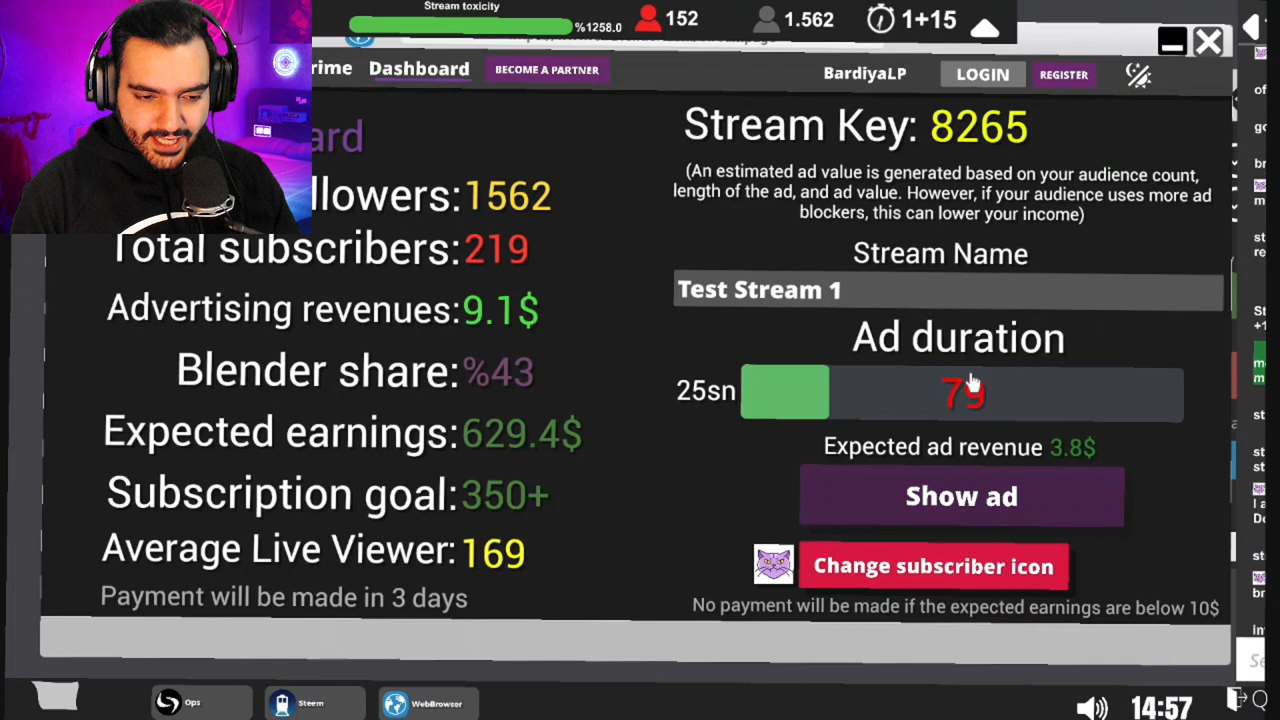 Stream toxicity
%1258.0
152
1.562
1+15
Dashboard
BECOME A PARTNER
BardiyaLP
LOGIN
REGISTER
Stream Key: 8265
(An estimated ad value is generated based on your audience count,
length of the ad, and ad value. However, if your audience uses more ad
blockers, this can lower your income)
llowers:1562
Total subscribers:219
Stream Name
Test Stream 1
Advertising revenues:9.1$
Ad duration
Blender share:%43
25sn
79
Expected earnings:629.4$
Expected ad revenue 3.8$
Subscription goal:350+
Show ad
Average Live Viewer:169
Change subscriber icon
Payment will be made in 3 days
No payment will be made if the expected earnings are below 10$
Ops
Steem
WebBrowser
14:57